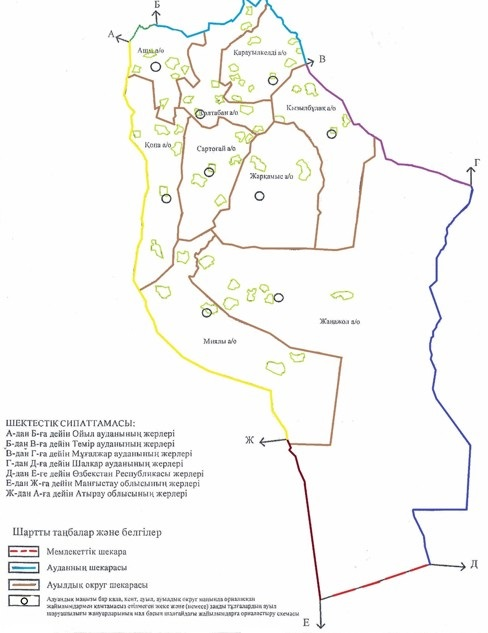 Б
А
Ащы а/о
Қарауылкелді а/о
В
Қызылбұлақ а/о
Қолтабан а/о
Қопа а/о
Сартоғай а/о
Г
Жарқамыс а/о
Жаңажол а/о
Миялы а/о
ШЕКТЕСТІК СИПАТТАМАСЫ:
А-дан Б-ға дейін Ойыл ауданының жерлері
Б-дан В-ға дейін Темір ауданының жерлері
В-дан Г-ға дейін Мұғалжар ауданының жерлері
Г-дан Д-ға дейін Шалқар ауданының жерлері
Д-дан Е-ге дейін Өзбекстан Республикасы жерлері
Е-дан Ж-ға дейін Маңғыстау облысының жерлері
Ж-дан А-ға дейін Атырау облысының жерлері
Ж
Шартты таңбалар және белгілер
Мемлекеттік шекара
Ауданның шекарасы
Ауылдық округ шекарасы
Д
Е